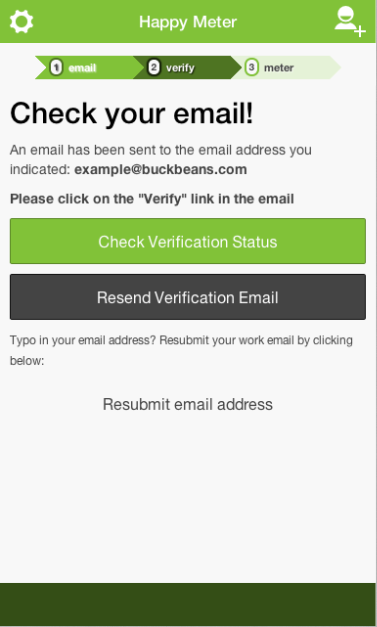 Happy Meter
1 email 2 verify 3 meter
Check your email!
An email has been sent to the email address you
indicated: example@buckbeans.com
Please click on the "Verify" link in the email
Check Verification Status
Resend Verification Email
Typo in your email address? Resubmit your work email by clicking
below:
Resubmit email address